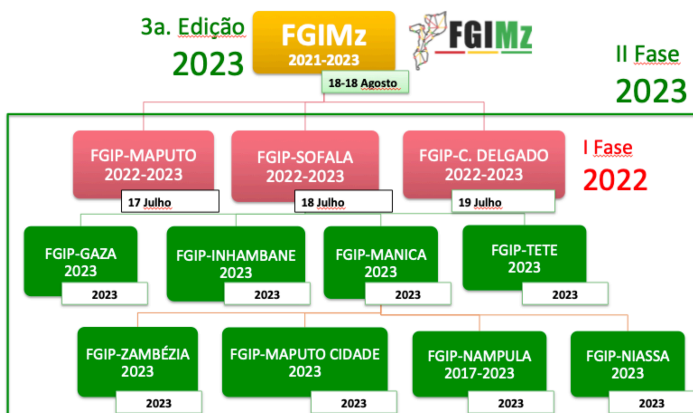 3a. Edição
2023
FGIMz
2021-2023
18-18 Agosto
FGIMz
II Fase
2023
FGIP-MAPUTO
2022-2023
17 Julho
FGIP-SOFALA
2022-2023
18 Julho
FGIP-C. DELGADO
2022-2023
19 Julho
I Fase
2022
FGIP-GAZA
2023
2023
FGIP-INHAMBANE
2023
2023
FGIP-MANICA
2023
2023
FGIP-TETE
2023
2023
FGIP-ZAMBÉZIA
2023
2023
FGIP-MAPUTO CIDADE
2023
2023
FGIP-NAMPULA
2017-2023
2023
FGIP-NIASSA
2023
2023